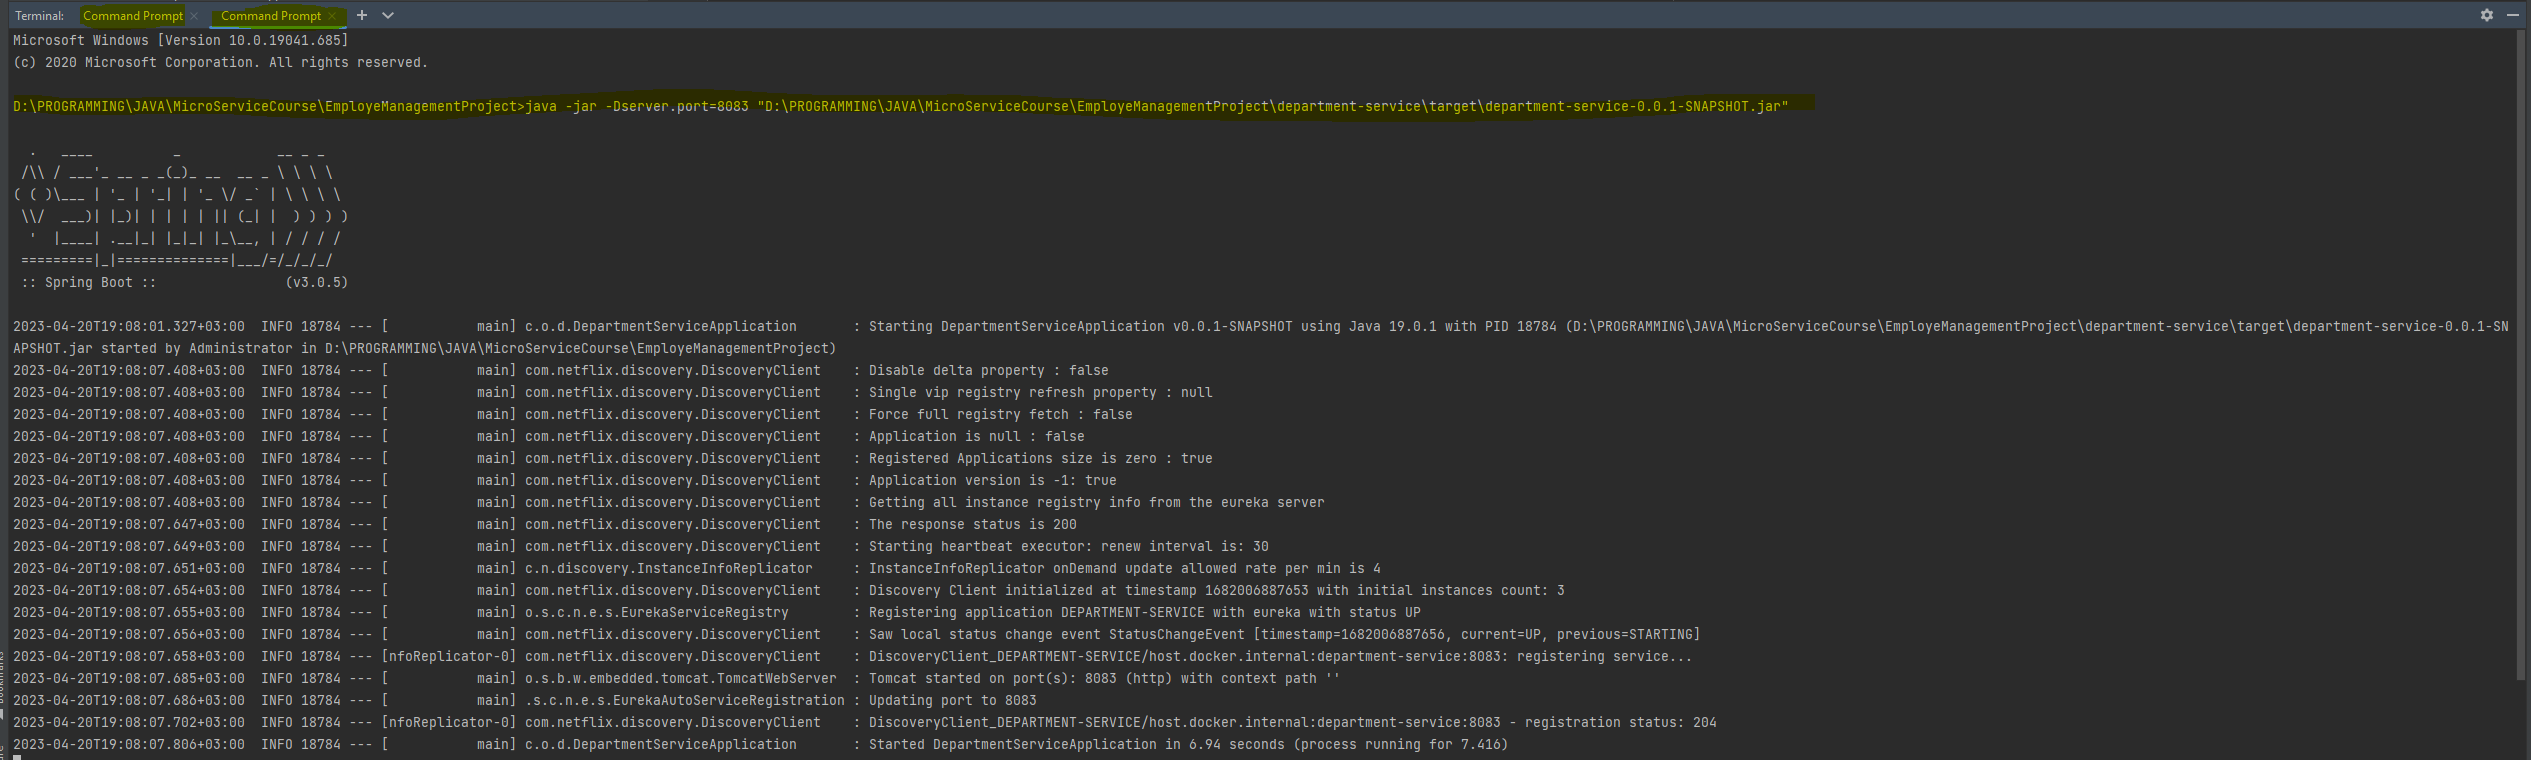 Terminal: Command Prompt × Command Prompt × +
Microsoft Windows [Version 10.0.19041.685]
(c) 2020 Microsoft Corporation. All rights reserved.
D:\PROGRAMMING\JAVA\MicroServiceCourse\EmployeManagementProject>java -jar -Dserver.port=8083 "D:\PROGRAMMING\JAVA\MicroServiceCourse\EmployeManagementProject\department-service\target\department-service-0.0.1-SNAPSHOT.jar"
  .   ____          _            __ _ _
 /\\ / ___'_ __ _ _(_)_ __  __ _ \ \ \ \
( ( )\___ | '_ | '_| | '_ \/ _` | \ \ \ \
 \\/  ___)| |_)| | | | | || (_| |  ) ) ) )
  '  |____| .__|_| |_|_| |_\__, | / / / /
 =========|_|==============|___/=/_/_/_/
 :: Spring Boot ::                (v3.0.5)
2023-04-20T19:08:01.327+03:00  INFO 18784 --- [           main] c.o.d.DepartmentServiceApplication       : Starting DepartmentServiceApplication v0.0.1-SNAPSHOT using Java 19.0.1 with PID 18784 (D:\PROGRAMMING\JAVA\MicroServiceCourse\EmployeManagementProject\department-service\target\department-service-0.0.1-SN
APSHOT.jar started by Administrator in D:\PROGRAMMING\JAVA\MicroServiceCourse\EmployeManagementProject)
2023-04-20T19:08:07.408+03:00  INFO 18784 --- [           main] com.netflix.discovery.DiscoveryClient    : Disable delta property : false
2023-04-20T19:08:07.408+03:00  INFO 18784 --- [           main] com.netflix.discovery.DiscoveryClient    : Single vip registry refresh property : null
2023-04-20T19:08:07.408+03:00  INFO 18784 --- [           main] com.netflix.discovery.DiscoveryClient    : Force full registry fetch : false
2023-04-20T19:08:07.408+03:00  INFO 18784 --- [           main] com.netflix.discovery.DiscoveryClient    : Application is null : false
2023-04-20T19:08:07.408+03:00  INFO 18784 --- [           main] com.netflix.discovery.DiscoveryClient    : Registered Applications size is zero : true
2023-04-20T19:08:07.408+03:00  INFO 18784 --- [           main] com.netflix.discovery.DiscoveryClient    : Application version is -1: true
2023-04-20T19:08:07.408+03:00  INFO 18784 --- [           main] com.netflix.discovery.DiscoveryClient    : Getting all instance registry info from the eureka server
2023-04-20T19:08:07.647+03:00  INFO 18784 --- [           main] com.netflix.discovery.DiscoveryClient    : The response status is 200
2023-04-20T19:08:07.649+03:00  INFO 18784 --- [           main] com.netflix.discovery.DiscoveryClient    : Starting heartbeat executor: renew interval is: 30
2023-04-20T19:08:07.651+03:00  INFO 18784 --- [           main] c.n.discovery.InstanceInfoReplicator     : InstanceInfoReplicator onDemand update allowed rate per min is 4
2023-04-20T19:08:07.654+03:00  INFO 18784 --- [           main] com.netflix.discovery.DiscoveryClient    : Discovery Client initialized at timestamp 1682006887653 with initial instances count: 3
2023-04-20T19:08:07.655+03:00  INFO 18784 --- [           main] o.s.c.n.e.s.EurekaServiceRegistry        : Registering application DEPARTMENT-SERVICE with eureka with status UP
2023-04-20T19:08:07.656+03:00  INFO 18784 --- [           main] com.netflix.discovery.DiscoveryClient    : Saw local status change event StatusChangeEvent [timestamp=1682006887656, current=UP, previous=STARTING]
2023-04-20T19:08:07.658+03:00  INFO 18784 --- [nfoReplicator-0] com.netflix.discovery.DiscoveryClient    : DiscoveryClient_DEPARTMENT-SERVICE/host.docker.internal:department-service:8083: registering service...
2023-04-20T19:08:07.685+03:00  INFO 18784 --- [           main] o.s.b.w.embedded.tomcat.TomcatWebServer  : Tomcat started on port(s): 8083 (http) with context path ''
2023-04-20T19:08:07.686+03:00  INFO 18784 --- [           main] .s.c.n.e.s.EurekaAutoServiceRegistration : Updating port to 8083
2023-04-20T19:08:07.702+03:00  INFO 18784 --- [nfoReplicator-0] com.netflix.discovery.DiscoveryClient    : DiscoveryClient_DEPARTMENT-SERVICE/host.docker.internal:department-service:8083 - registration status: 204
2023-04-20T19:08:07.806+03:00  INFO 18784 --- [           main] c.o.d.DepartmentServiceApplication       : Started DepartmentServiceApplication in 6.94 seconds (process running for 7.416)